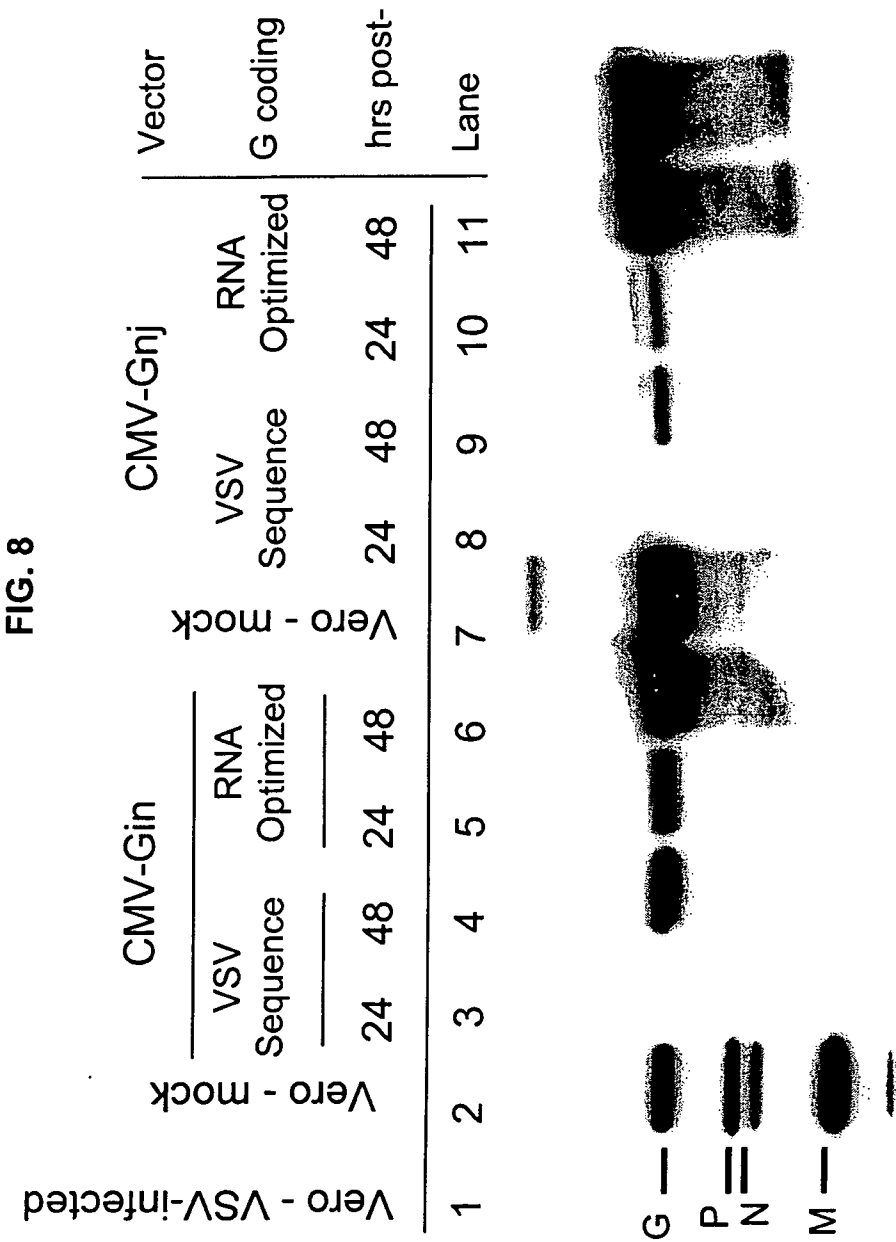 FIG. 8
CMV-Gin CMV-Gnj Vector
VSV Sequence RNA Optimized VSV Sequence RNA Optimized G coding
Vero - VSV-infected Vero - mock 24 48 24 48 Vero - mock 24 48 24 48 hrs post-
1 2 3 4 5 6 7 8 9 10 11 Lane
G
P
N
M